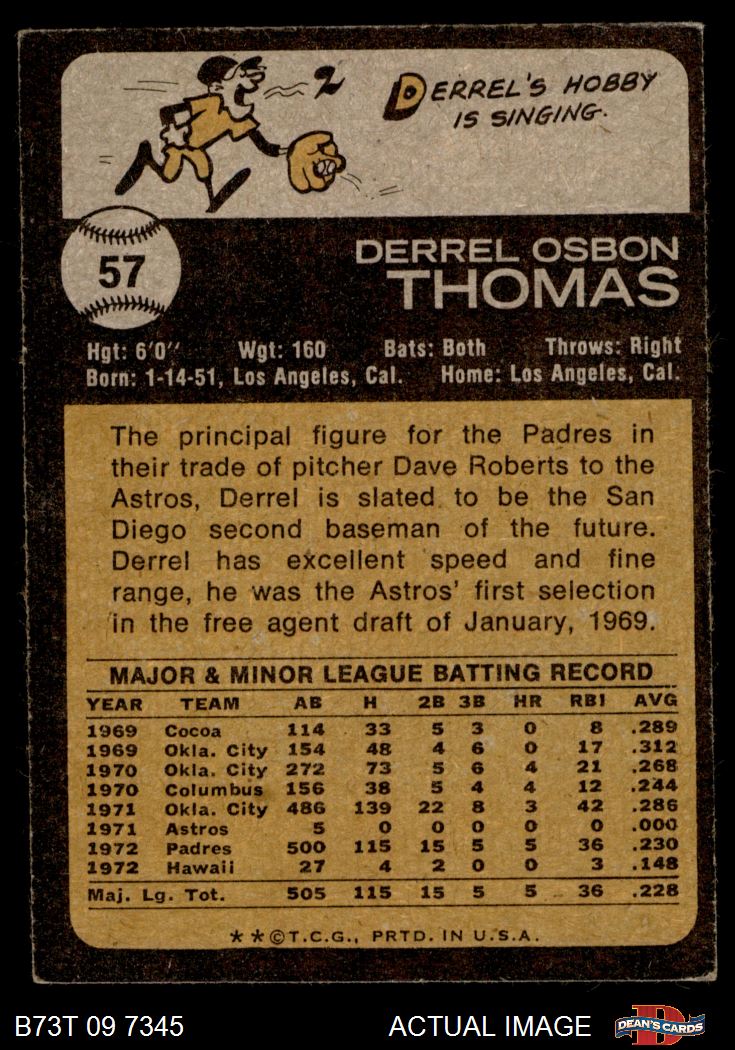 2
DERREL'S HOBBY
IS SINGING.
57
DERREL OSBON
THOMAS
Hgt: 6'0" Wgt: 160 Bats: Both Throws: Right
Born: 1-14-51, Los Angeles, Cal. Home: Los Angeles, Cal.
The principal figure for the Padres in
their trade of pitcher Dave Roberts to the
Astros, Derrel is slated to be the San
Diego second baseman of the future.
Derrel has excellent speed and fine
range, he was the Astros' first selection
in the free agent draft of January, 1969.
MAJOR & MINOR LEAGUE BATTING RECORD
YEAR TEAM AB H 2B 3B HR RBI AVG
1969 Cocoa 114 33 5 3 0 8 .289
1969 Okla. City 154 48 4 6 0 17 .312
1970 Okla. City 272 73 5 6 4 21 .268
1970 Columbus 156 38 5 4 4 12 .244
1971 Okla. City 486 139 22 8 3 42 .286
1971 Astros 5 0 0 0 0 0 .000
1972 Padres 500 115 15 5 5 36 .230
1972 Hawaii 27 4 2 0 0 3 .148
Maj. Lg. Tot. 505 115 15 5 5 36 .228
**©T.C.G., PRTD. IN U.S.A.
B73T 09 7345 ACTUAL IMAGE
D
DEAN'S CARDS